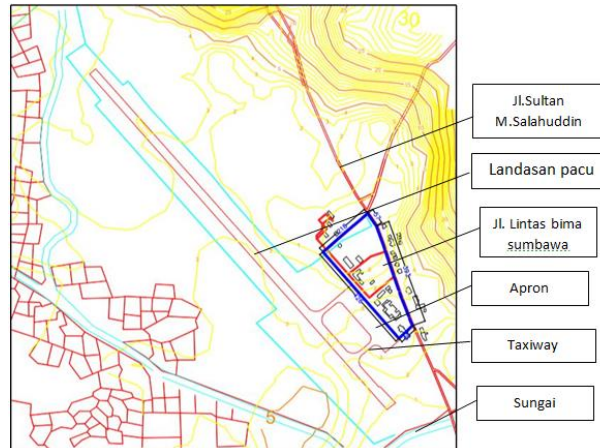 30
Jl.Sultan
M.Salahuddin
Landasan pacu
Jl. Lintas bima
sumbawa
Apron
Taxiway
Sungai
5